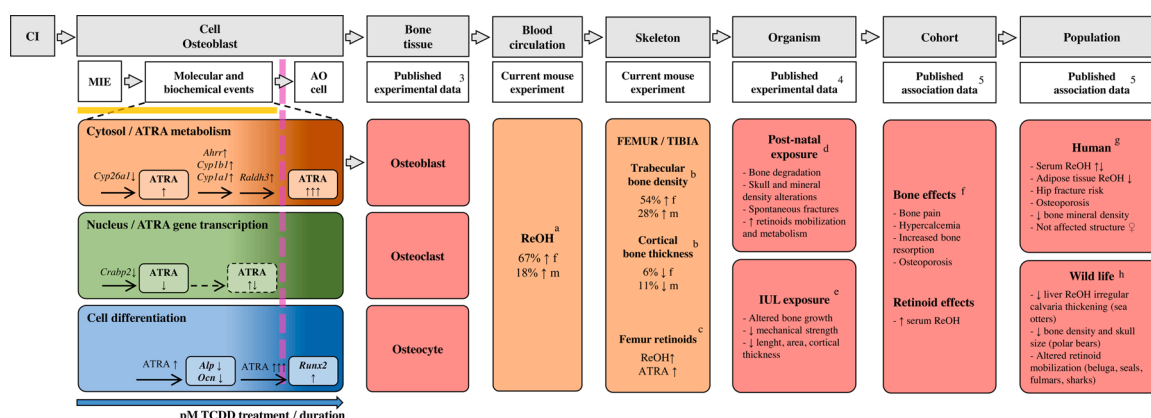 CI
Cell
Osteoblast
Bone
tissue
Blood
circulation
Skeleton
Organism
Cohort
Population
MIE
Molecular and
biochemical events
AO
cell
Published 3
experimental data
Current mouse
experiment
Current mouse
experiment
Published 4
experimental data
Published 5
association data
Published 5
association data
Cytosol / ATRA metabolism
Cyp26a1↓
ATRA
↑
Ahrr↑
Cyp1b1↑
Cyp1a1↑
Raldh3↑
ATRA
↑↑↑
Nucleus / ATRA gene transcription
Crabp2↓
ATRA
↓
ATRA
↑↓
Cell differentiation
ATRA ↑
Alp ↓
Ocn ↓
ATRA ↑↑↑
Runx2
↑
pM TCDD treatment / duration
Osteoblast
Osteoclast
Osteocyte
ReOH a
67% ↑ f
18% ↑ m
FEMUR / TIBIA
Trabecular
bone density b
54% ↑ f
28% ↑ m
Cortical
bone thickness b
6% ↓ f
11% ↓ m
Femur retinoids c
ReOH↑
ATRA ↑
Post-natal
exposure d
- Bone degradation
- Skull and mineral
density alterations
- Spontaneous fractures
- ↑ retinoids mobilization
and metabolism
IUL exposure e
- Altered bone growth
- ↓ mechanical strength
- ↓ lenght, area, cortical
thickness
Bone effects f
- Bone pain
- Hypercalcemia
- Increased bone
resorption
- Osteoporosis
Retinoid effects
- ↑ serum ReOH
Human g
- Serum ReOH ↑↓
- Adipose tissue ReOH ↓
- Hip fracture risk
- Osteoporosis
- ↓ bone mineral density
- Not affected structure ♀
Wild life h
- ↓ liver ReOH irregular
calvaria thickening (sea
otters)
- ↓ bone density and skull
size (polar bears)
- Altered retinoid
mobilization (beluga, seals,
fulmars, sharks)